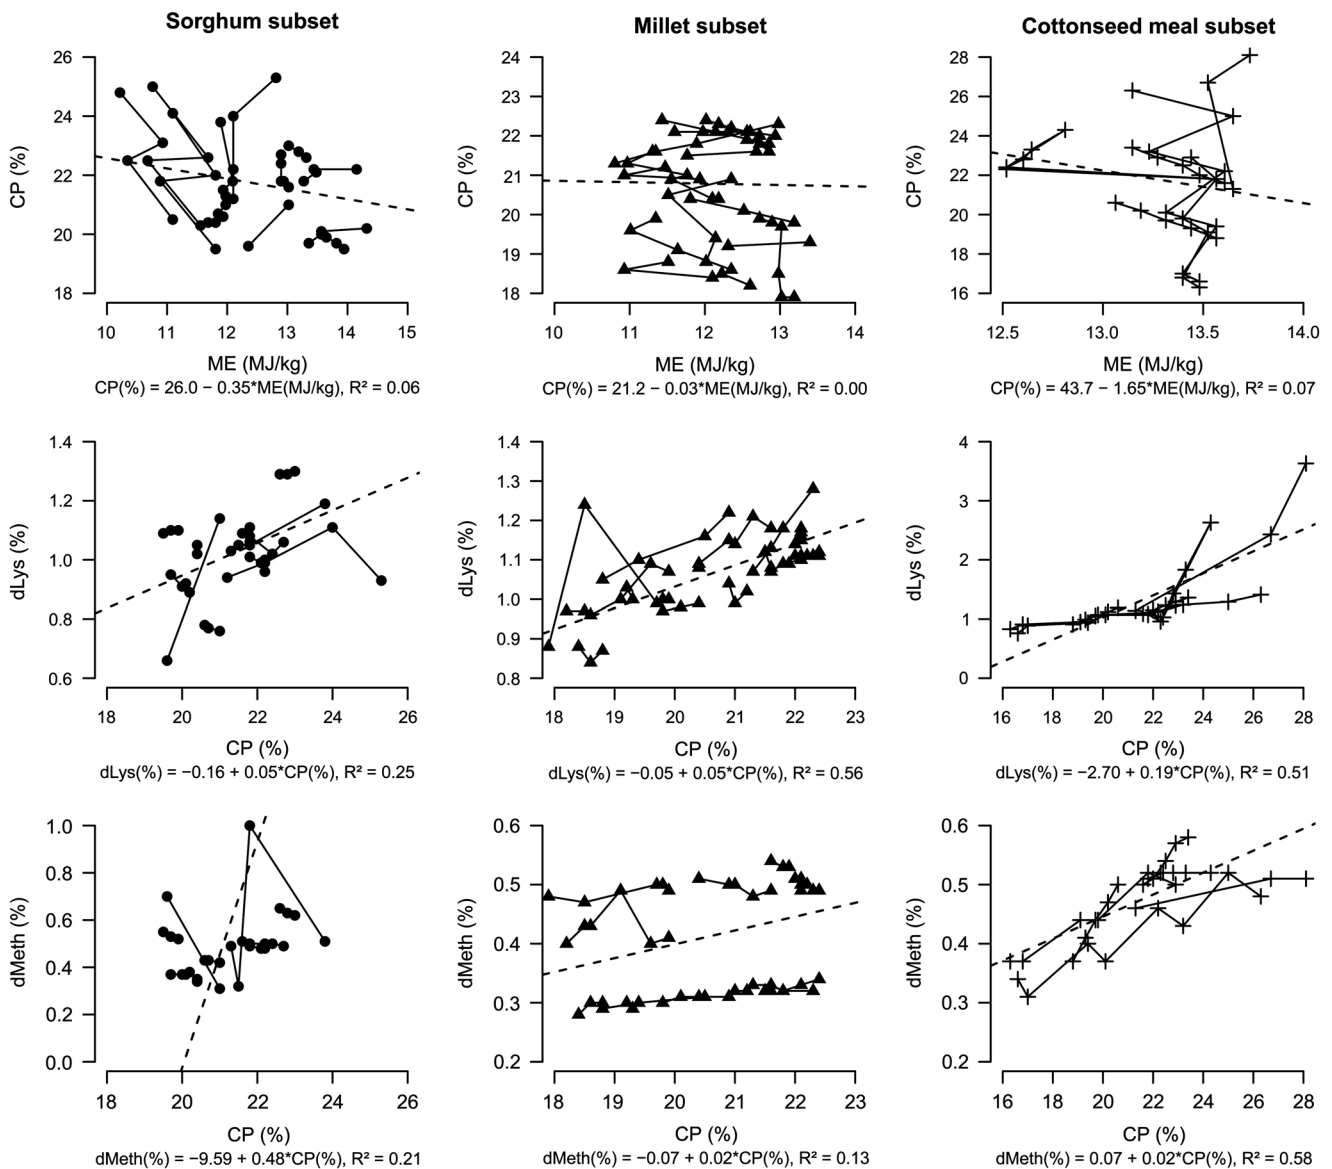 Sorghum subset
Millet subset
Cottonseed meal subset
26
24
22
20
18
CP (%)
10 11 12 13 14 15
ME (MJ/kg)
CP(%) = 26.0 − 0.35*ME(MJ/kg), R² = 0.06
24
23
22
21
20
19
18
CP (%)
10 11 12 13 14
ME (MJ/kg)
CP(%) = 21.2 − 0.03*ME(MJ/kg), R² = 0.00
28
26
24
22
20
18
16
CP (%)
12.5 13.0 13.5 14.0
ME (MJ/kg)
CP(%) = 43.7 − 1.65*ME(MJ/kg), R² = 0.07
1.4
1.2
1.0
0.8
0.6
dLys (%)
18 20 22 24 26
CP (%)
dLys(%) = −0.16 + 0.05*CP(%), R² = 0.25
1.4
1.3
1.2
1.1
1.0
0.9
0.8
dLys (%)
18 19 20 21 22 23
CP (%)
dLys(%) = −0.05 + 0.05*CP(%), R² = 0.56
4
3
2
1
0
dLys (%)
16 18 20 22 24 26 28
CP (%)
dLys(%) = −2.70 + 0.19*CP(%), R² = 0.51
1.0
0.8
0.6
0.4
0.2
0.0
dMeth (%)
20 22 24 26
CP (%)
dMeth(%) = −9.59 + 0.48*CP(%), R² = 0.21
0.6
0.5
0.4
0.3
0.2
dMeth (%)
18 19 20 21 22 23
CP (%)
dMeth(%) = −0.07 + 0.02*CP(%), R² = 0.13
0.6
0.5
0.4
0.3
0.2
dMeth (%)
16 18 20 22 24 26 28
CP (%)
dMeth(%) = 0.07 + 0.02*CP(%), R² = 0.58